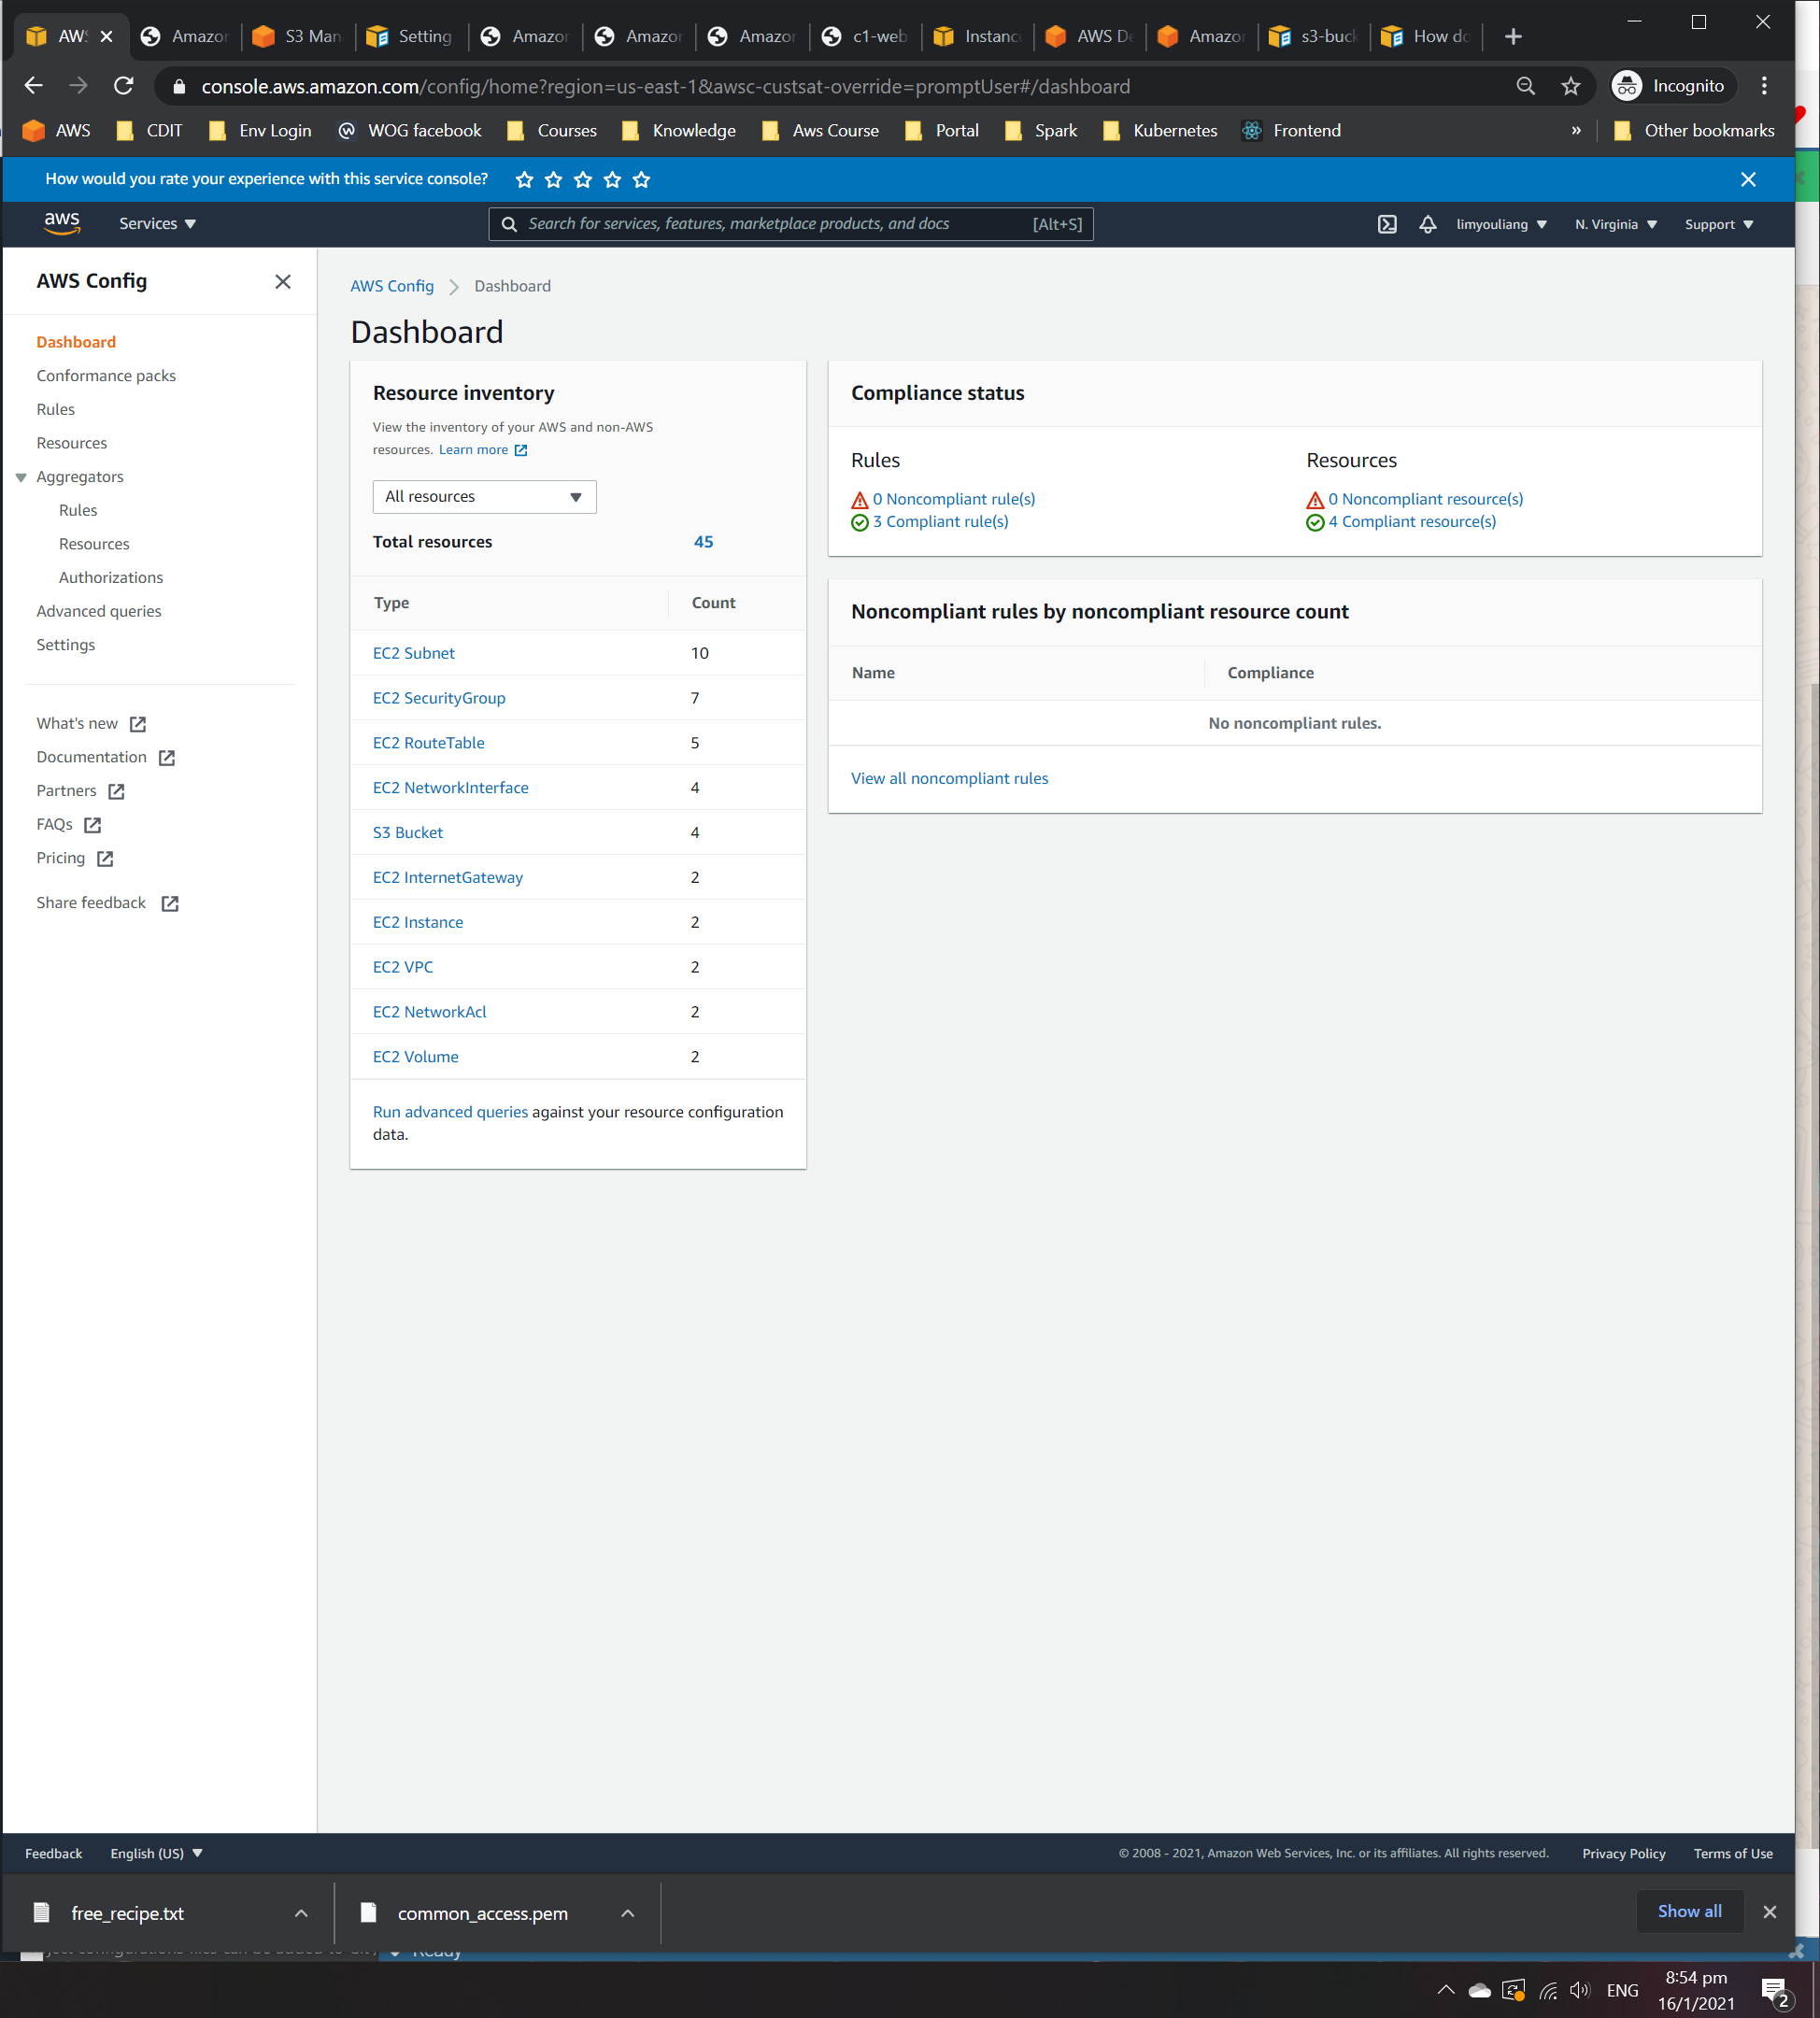 AWS
Amazon
S3 Man
Setting
Amazon
Amazon
Amazon
c1-web
Instanc
AWS De
Amazon
s3-buck
How do
console.aws.amazon.com/config/home?region=us-east-1&awsc-custsat-override=promptUser#/dashboard
Incognito
AWS
CDIT
Env Login
WOG facebook
Courses
Knowledge
Aws Course
Portal
Spark
Kubernetes
Frontend
»
Other bookmarks
How would you rate your experience with this service console?
aws
Services
Search for services, features, marketplace products, and docs
[Alt+S]
limyouliang
N. Virginia
Support
AWS Config
Dashboard
Conformance packs
Rules
Resources
Aggregators
Rules
Resources
Authorizations
Advanced queries
Settings
What's new
Documentation
Partners
FAQs
Pricing
Share feedback
AWS Config
Dashboard
Dashboard
Resource inventory
View the inventory of your AWS and non-AWS
resources. Learn more
All resources
Total resources 45
Type Count
EC2 Subnet 10
EC2 SecurityGroup 7
EC2 RouteTable 5
EC2 NetworkInterface 4
S3 Bucket 4
EC2 InternetGateway 2
EC2 Instance 2
EC2 VPC 2
EC2 NetworkAcl 2
EC2 Volume 2
Run advanced queries against your resource configuration
data.
Compliance status
Rules
0 Noncompliant rule(s)
3 Compliant rule(s)
Resources
0 Noncompliant resource(s)
4 Compliant resource(s)
Noncompliant rules by noncompliant resource count
Name Compliance
No noncompliant rules.
View all noncompliant rules
Feedback
English (US)
© 2008 - 2021, Amazon Web Services, Inc. or its affiliates. All rights reserved.
Privacy Policy
Terms of Use
free_recipe.txt
common_access.pem
Show all
Ready
ENG
8:54 pm
16/1/2021
2